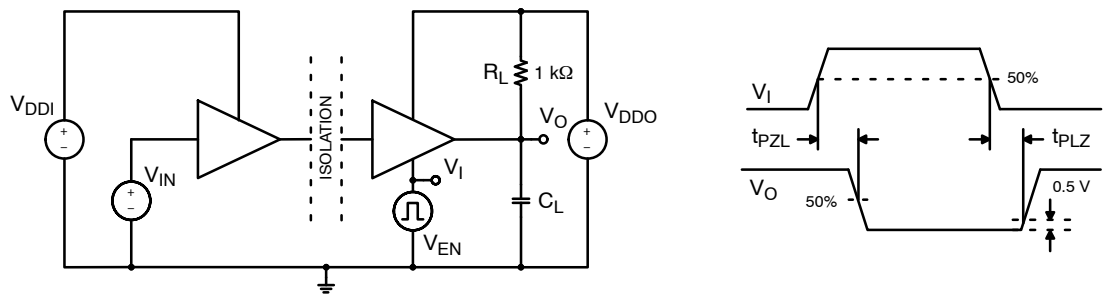 V_DDI
V_IN
ISOLATION
V_I
V_EN
R_L 1 kΩ
V_O
C_L
V_DDO
V_I
50%
t_PZL
t_PLZ
V_O
50%
0.5 V